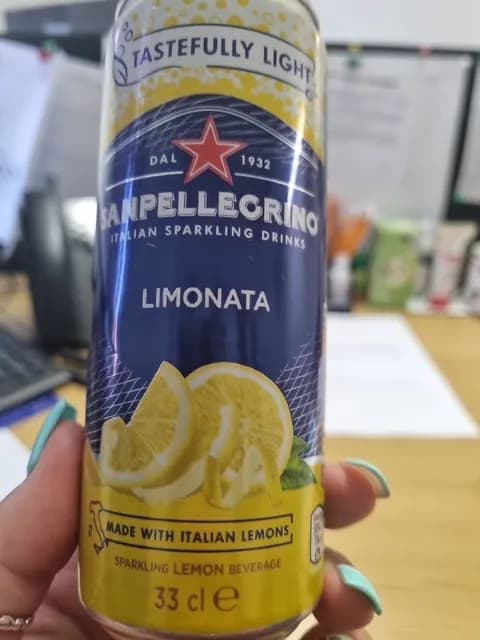 TASTEFULLY LIGHT
DAL 1932
SANPELLEGRINO
ITALIAN SPARKLING DRINKS
LIMONATA
MADE WITH ITALIAN LEMONS
SPARKLING LEMON BEVERAGE
33 cl e